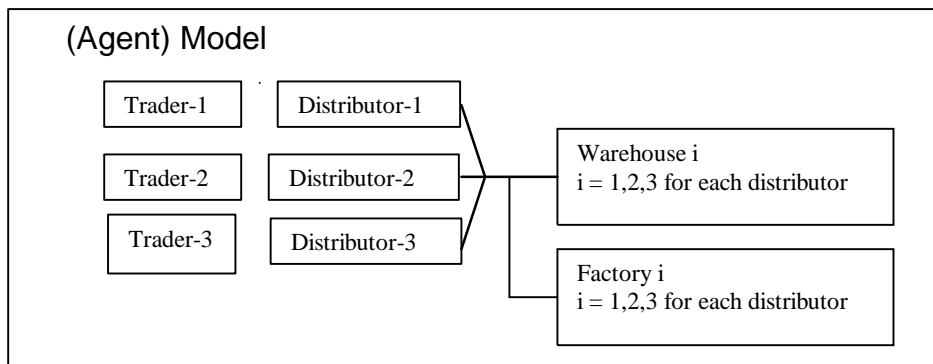 (Agent) Model
Trader-1
Distributor-1
Trader-2
Distributor-2
Trader-3
Distributor-3
Warehouse i
i = 1,2,3 for each distributor
Factory i
i = 1,2,3 for each distributor